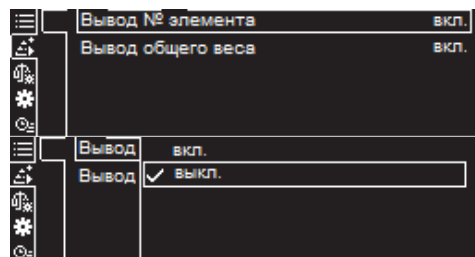 Вывод № элемента вкл.
Вывод общего веса вкл.
Вывод вкл.
Вывод ✓ выкл.